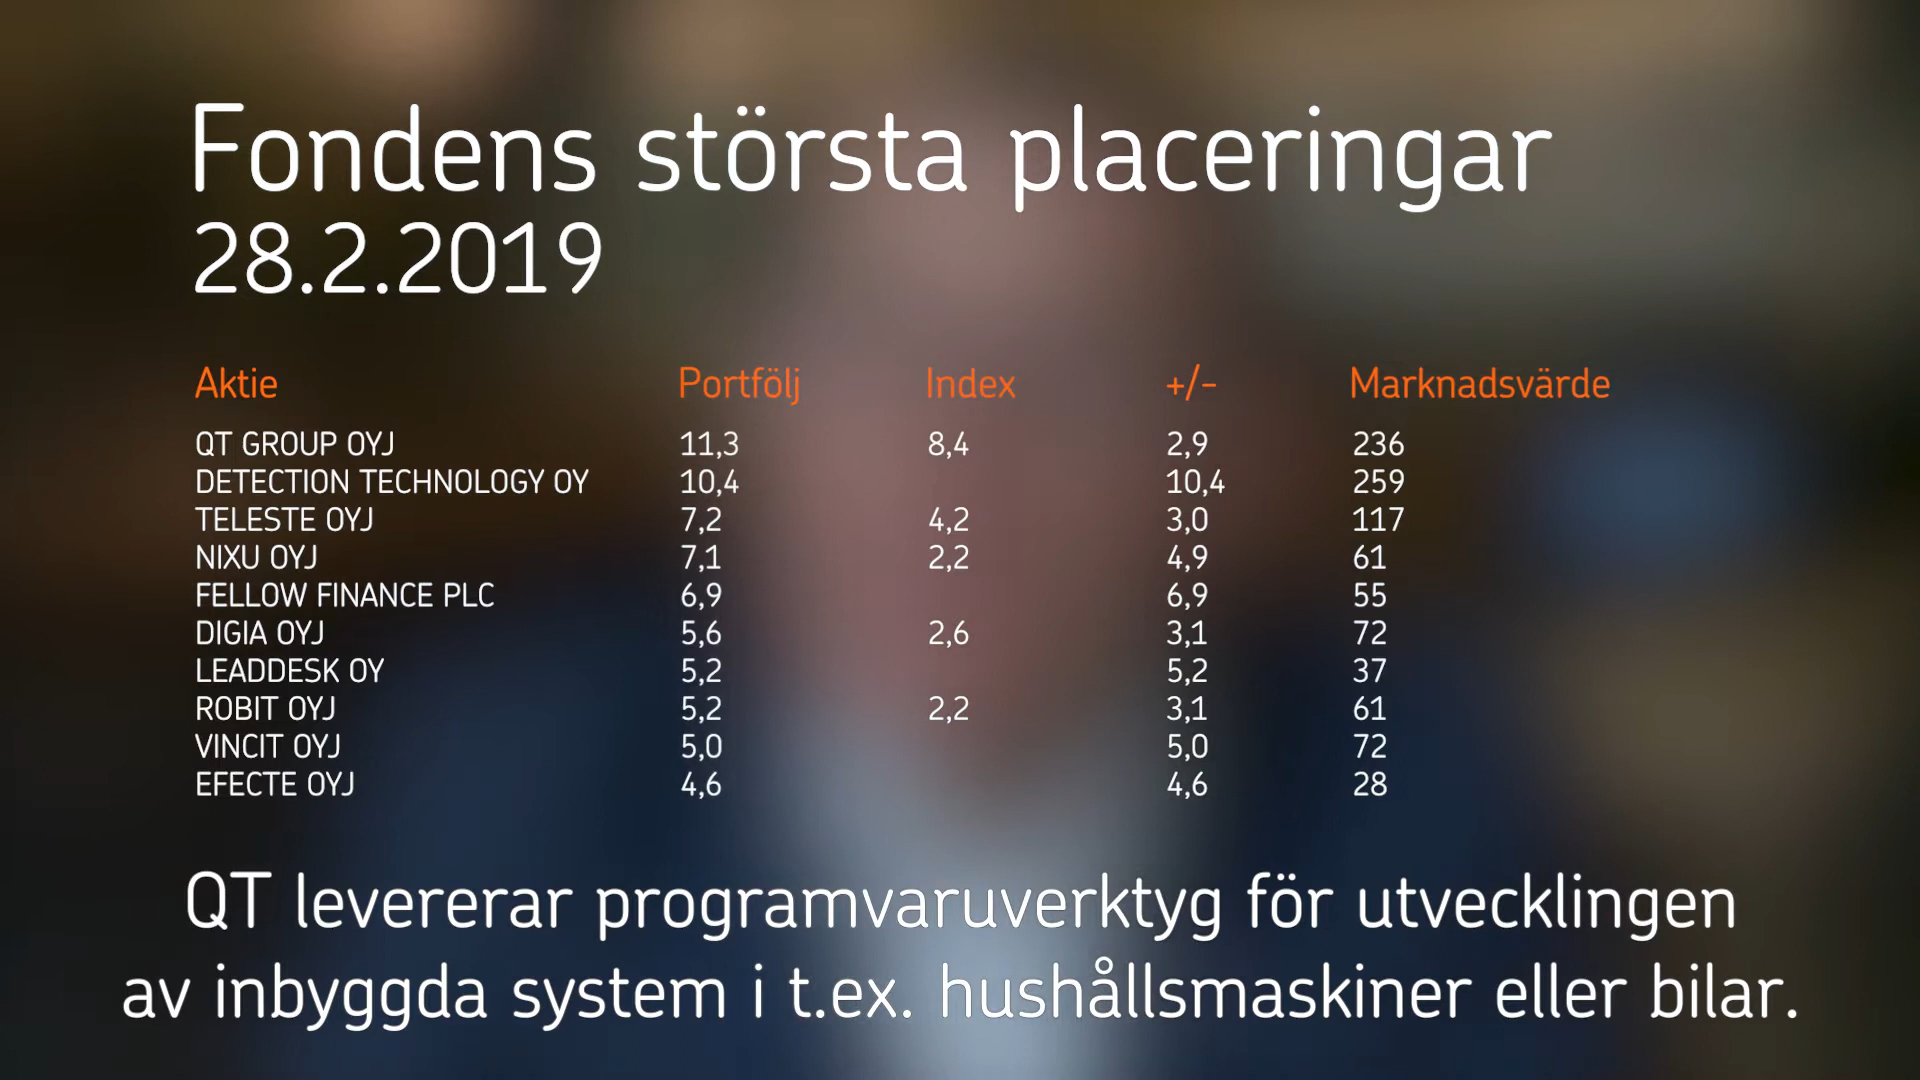 Fondens största placeringar
28.2.2019
Aktie Portfölj Index +/- Marknadsvärde
QT GROUP OYJ 11,3 8,4 2,9 236
DETECTION TECHNOLOGY OY 10,4 10,4 259
TELESTE OYJ 7,2 4,2 3,0 117
NIXU OYJ 7,1 2,2 4,9 61
FELLOW FINANCE PLC 6,9 6,9 55
DIGIA OYJ 5,6 2,6 3,1 72
LEADDESK OY 5,2 5,2 37
ROBIT OYJ 5,2 2,2 3,1 61
VINCIT OYJ 5,0 5,0 72
EFECTE OYJ 4,6 4,6 28
QT levererar programvaruverktyg för utvecklingen
av inbyggda system i t.ex. hushållsmaskiner eller bilar.